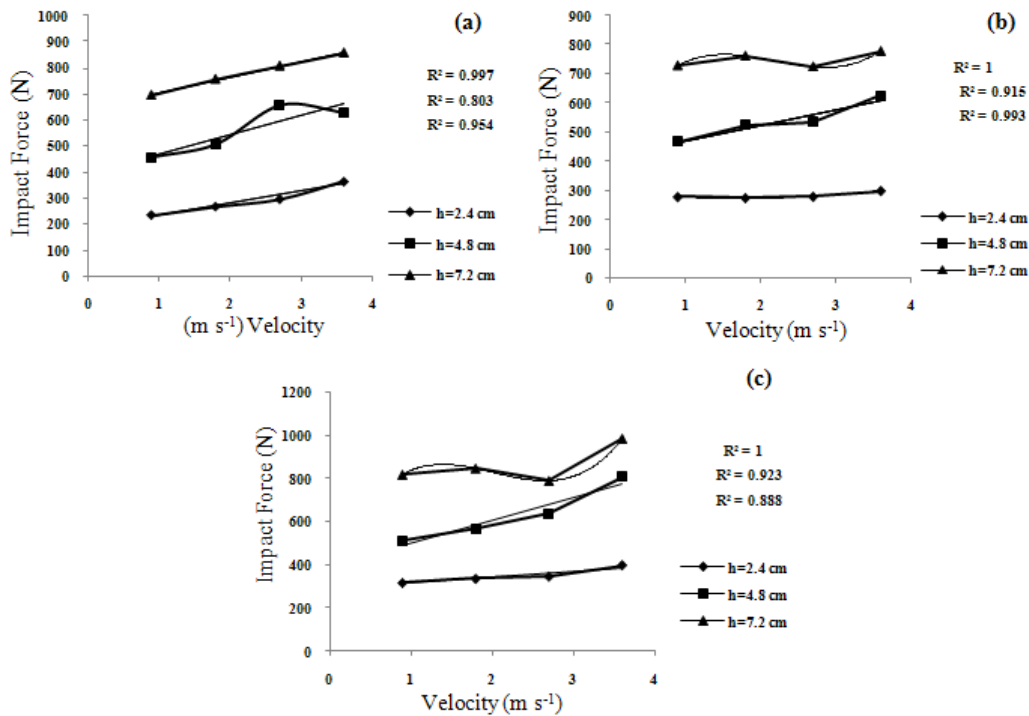 (a)
1000
900
800
700
600
500
400
300
200
100
0
Impact Force (N)
0 1 2 3 4
(m s-1) Velocity
R² = 0.997
R² = 0.803
R² = 0.954
h=2.4 cm
h=4.8 cm
h=7.2 cm
(b)
900
800
700
600
500
400
300
200
100
0
Impact Force (N)
0 1 2 3 4
Velocity (m s-1)
R² = 1
R² = 0.915
R² = 0.993
h=2.4 cm
h=4.8 cm
h=7.2 cm
(c)
1200
1000
800
600
400
200
0
Impact Force (N)
0 1 2 3 4
Velocity (m s-1)
R² = 1
R² = 0.923
R² = 0.888
h=2.4 cm
h=4.8 cm
h=7.2 cm